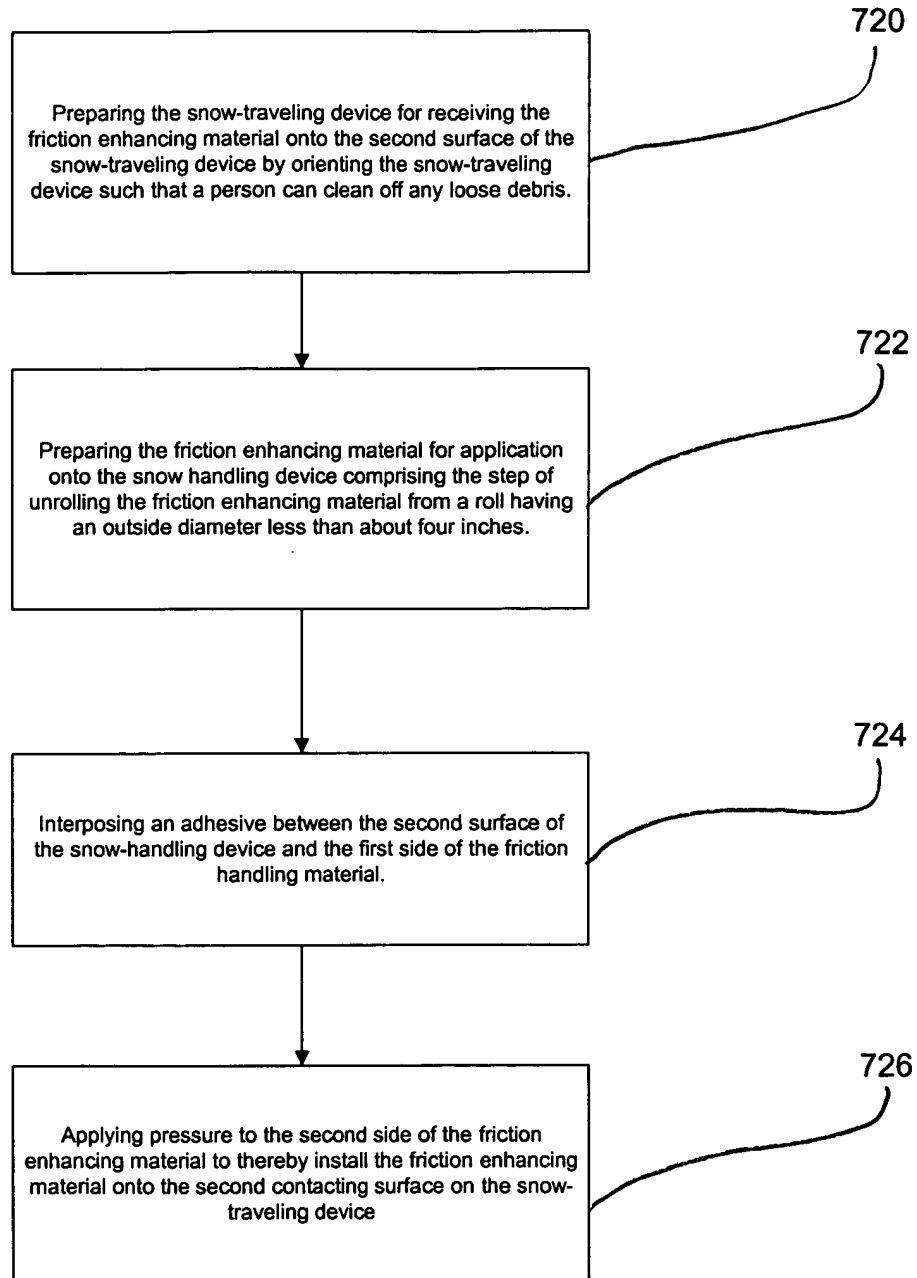 720
Preparing the snow-traveling device for receiving the
friction enhancing material onto the second surface of the
snow-traveling device by orienting the snow-traveling
device such that a person can clean off any loose debris.
722
Preparing the friction enhancing material for application
onto the snow handling device comprising the step of
unrolling the friction enhancing material from a roll having
an outside diameter less than about four inches.
724
Interposing an adhesive between the second surface of
the snow-handling device and the first side of the friction
handling material.
726
Applying pressure to the second side of the friction
enhancing material to thereby install the friction enhancing
material onto the second contacting surface on the snow-
traveling device